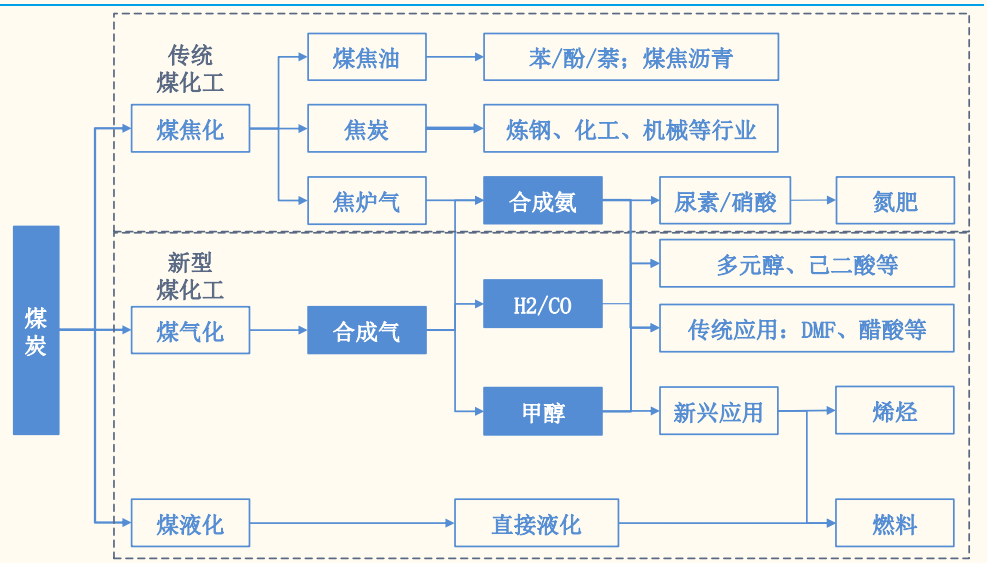 传统
煤化工
煤焦油
苯/酚/萘；煤焦沥青
煤焦化
焦炭
炼钢、化工、机械等行业
焦炉气
合成氨
尿素/硝酸
氮肥
新型
煤化工
多元醇、己二酸等
煤
炭
煤气化
合成气
H2/CO
传统应用：DMF、醋酸等
甲醇
新兴应用
烯烃
煤液化
直接液化
燃料